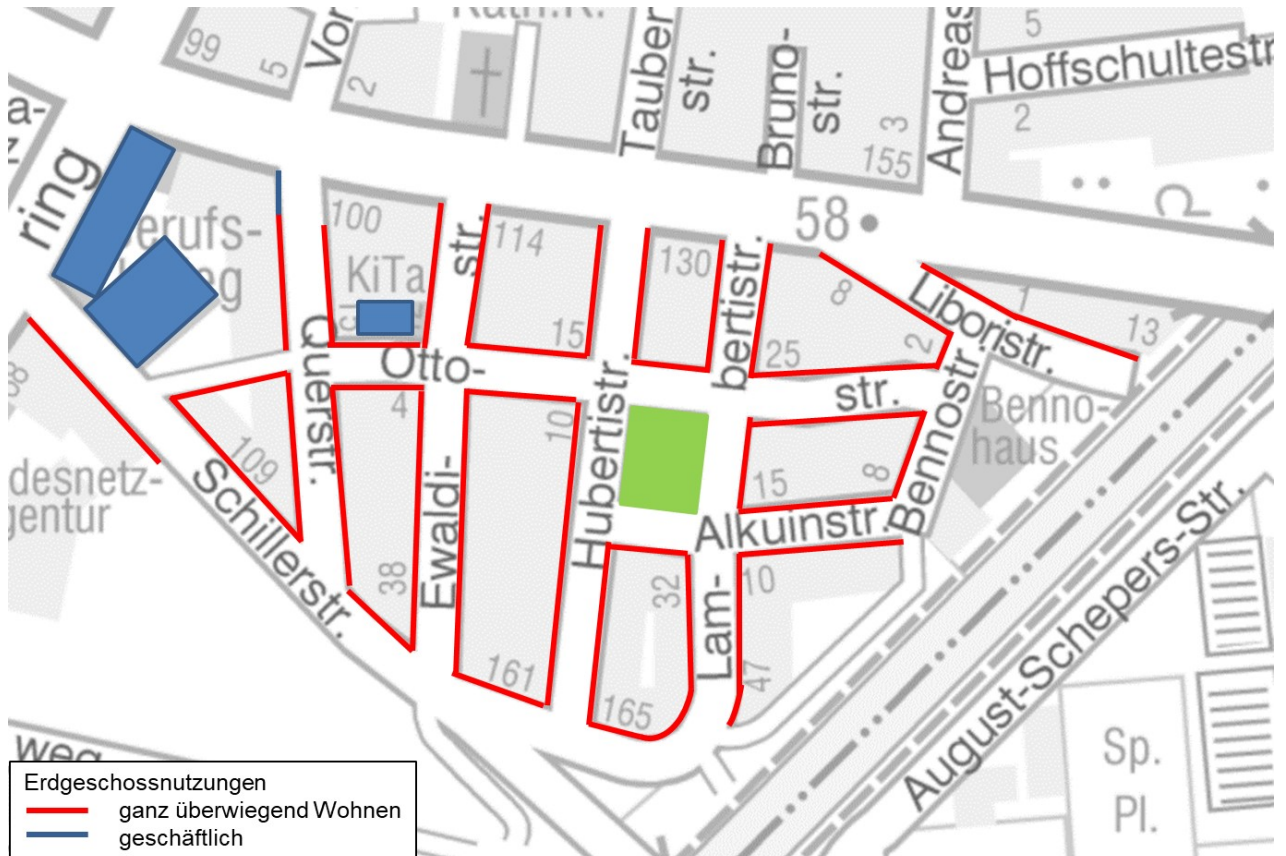 99
5
Vor
2
Kath.K.
Tauber
str.
Bruno-
str.
3
155
Andreas
5
Hoffschultestr
2
ring
erufs-
eg
100
KiTa
str.
114
15
130
bertistr.
58
8
25
2
Liboristr.
1
13
Otto-
str.
Querstr.
4
10
Hubertistr.
15
8
Bennostr.
Benno-
haus
109
desnetz-
gentur
Schillerstr.
Ewaldi-
38
161
Alkuinstr.
32
165
Lam-
10
47
August-Schepers-Str.
Sp.
Pl.
weg
Erdgeschossnutzungen
ganz überwiegend Wohnen
geschäftlich